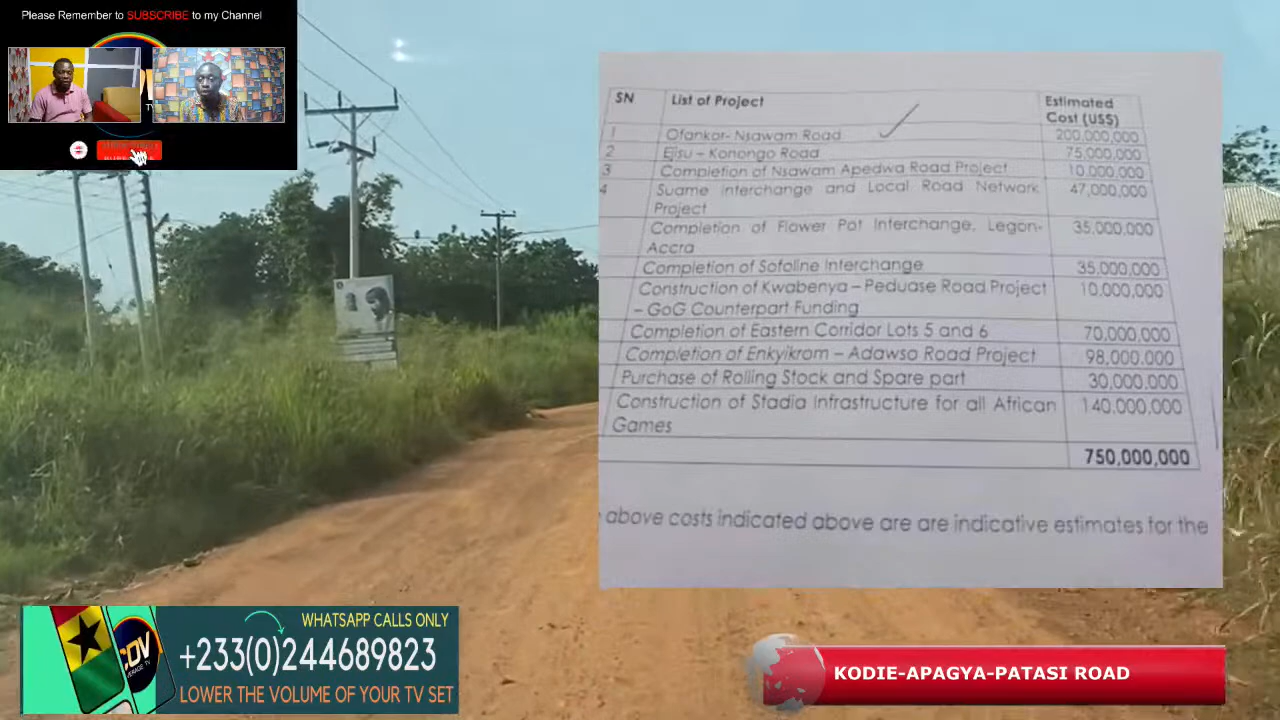 Please Remember to SUBSCRIBE to my Channel
SN List of Project Estimated Cost (US$)
1 Ofankor- Nsawam Road 200,000,000
2 Ejisu – Konongo Road 75,000,000
3 Completion of Nsawam Apedwa Road Project 10,000,000
4 Suame Interchange and Local Road Network 47,000,000
Project
Completion of Flower Pot Interchange, Legon- 35,000,000
Accra
Completion of Sofoline Interchange 35,000,000
Construction of Kwabenya – Peduase Road Project 10.000,000
– GoG Counterpart Funding
Completion of Eastern Corridor Lots 5 and 6 70,000,000
Completion of Enkyikrom – Adawso Road Project 98,000.000
Purchase of Rolling Stock and Spare part 30,000,000
Construction of Stadia Infrastructure for all African 140.000,000
Games
750,000,000
above costs indicated above are are indicative estimates for the
WHATSAPP CALLS ONLY
+233(0)244689823
LOWER THE VOLUME OF YOUR TV SET
KODIE-APAGYA-PATASI ROAD